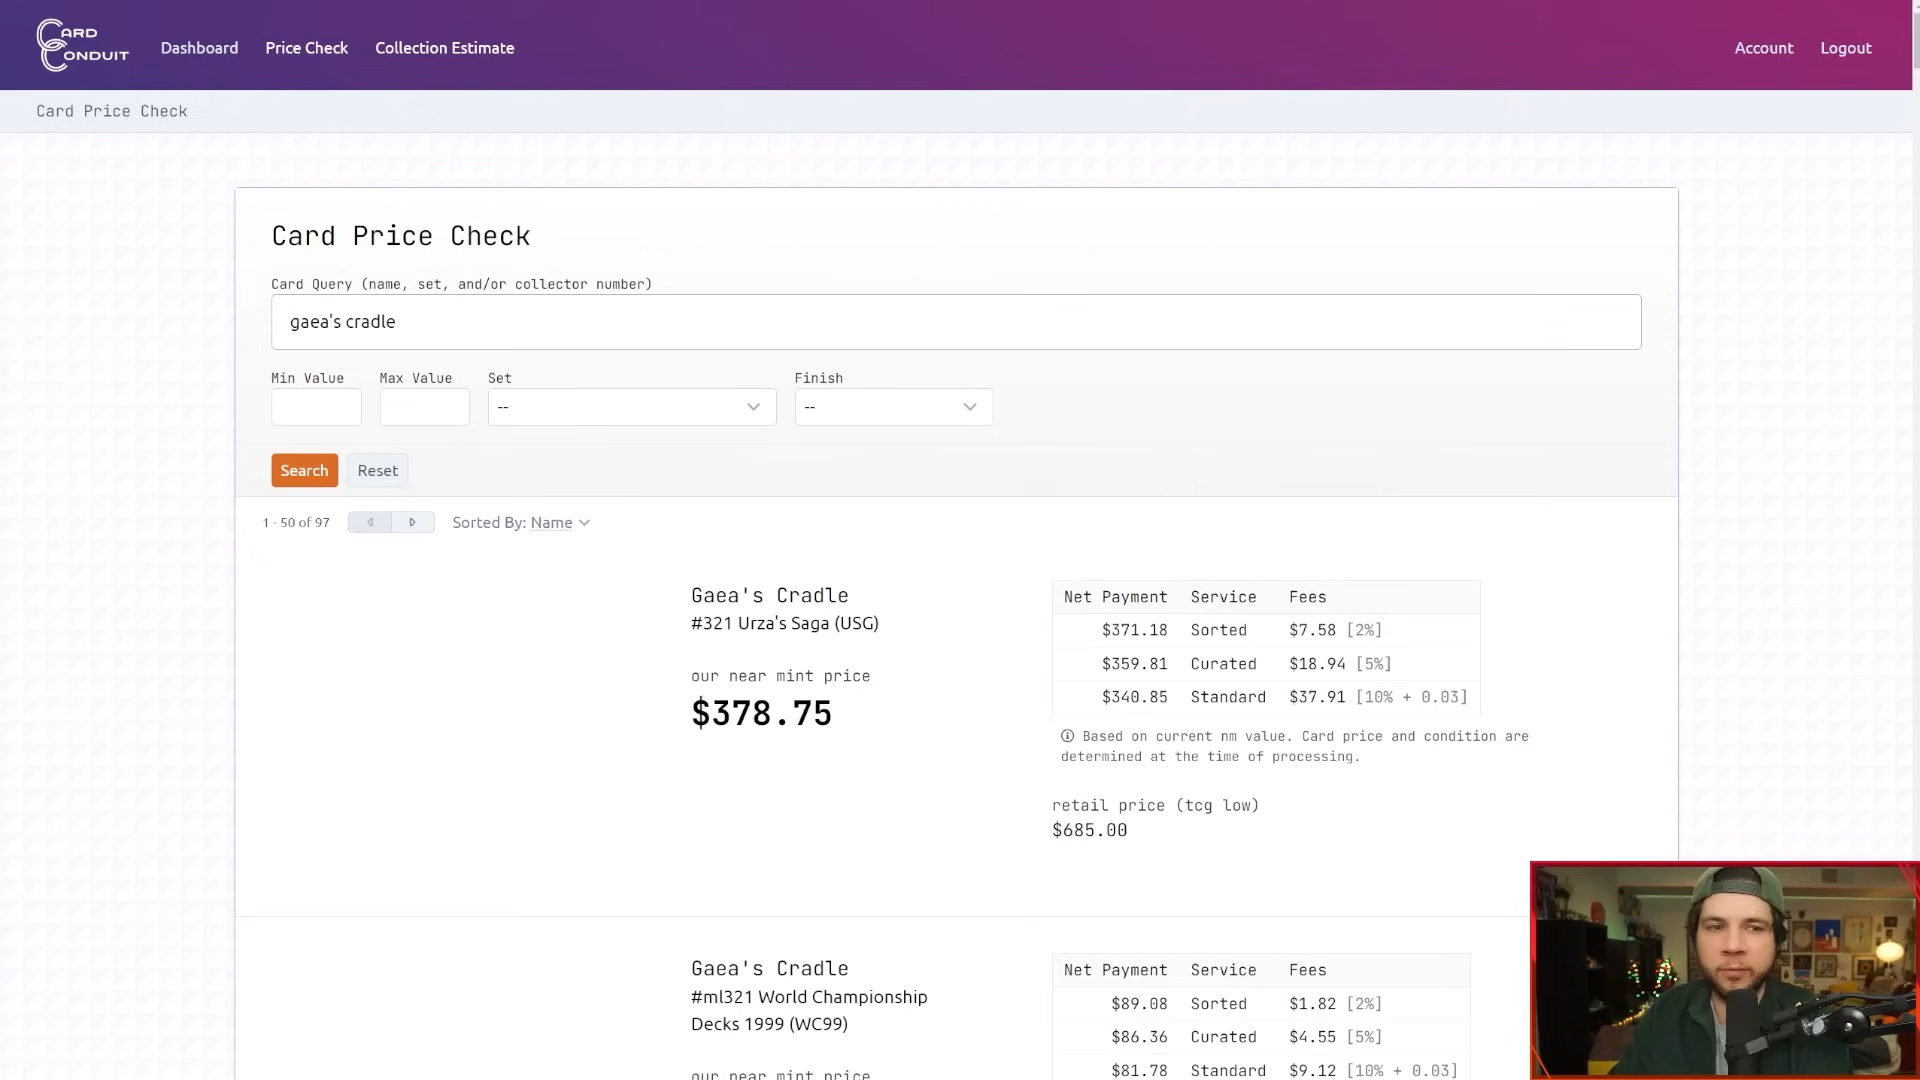 CARD CONDUIT
Dashboard
Price Check
Collection Estimate
Account
Logout
Card Price Check
Card Price Check
Card Query (name, set, and/or collector number)
gaea's cradle
Min Value
Max Value
Set
Finish
--
--
Search
Reset
1 - 50 of 97
Sorted By: Name
Gaea's Cradle
#321 Urza's Saga (USG)
our near mint price
$378.75
Net Payment Service Fees
$371.18 Sorted $7.58 [2%]
$359.81 Curated $18.94 [5%]
$340.85 Standard $37.91 [10% + 0.03]
Based on current nm value. Card price and condition are
determined at the time of processing.
retail price (tcg low)
$685.00
Gaea's Cradle
#ml321 World Championship
Decks 1999 (WC99)
our near mint price
Net Payment Service Fees
$89.08 Sorted $1.82 [2%]
$86.36 Curated $4.55 [5%]
$81.78 Standard $9.12 [10% + 0.03]